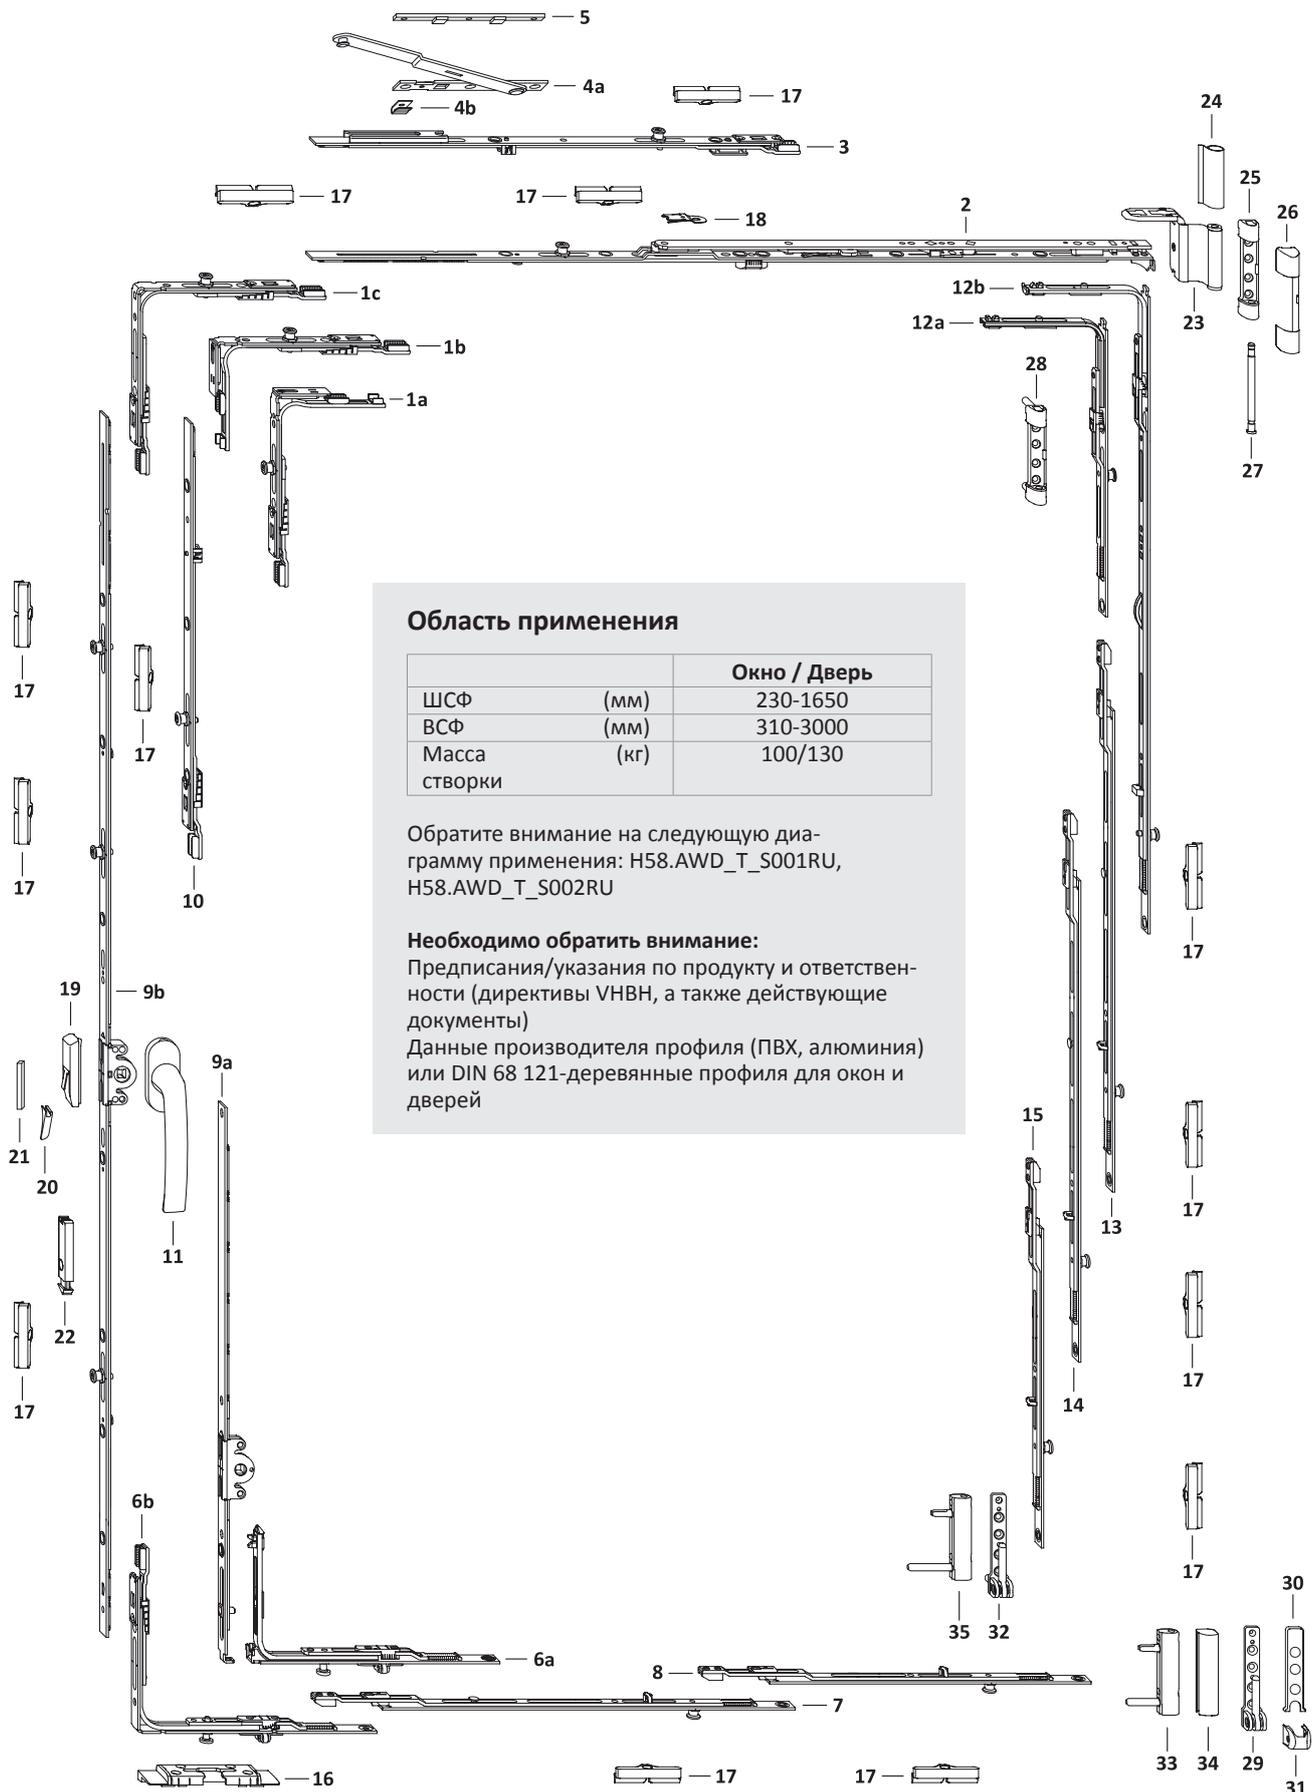 5
4a
17
4b
24
3
25
17
17
18
2
26
1c
12b
23
1b
12a
28
1a
27
Область применения
Окно / Дверь
ШСФ (мм) 230-1650
ВСФ (мм) 310-3000
Масса (кг) 100/130
створки
17
17
Обратите внимание на следующую диа-
грамму применения: H58.AWD_T_S001RU,
H58.AWD_T_S002RU
17
10
Необходимо обратить внимание:
Предписания/указания по продукту и ответствен-
ности (директивы VHBH, а также действующие
документы)
Данные производителя профиля (ПВХ, алюминия)
или DIN 68 121-деревянные профиля для окон и
дверей
17
19
9b
9a
15
21
20
17
13
11
22
17
14
17
6b
17
30
35
32
6a
8
7
33
34
29
16
17
17
31